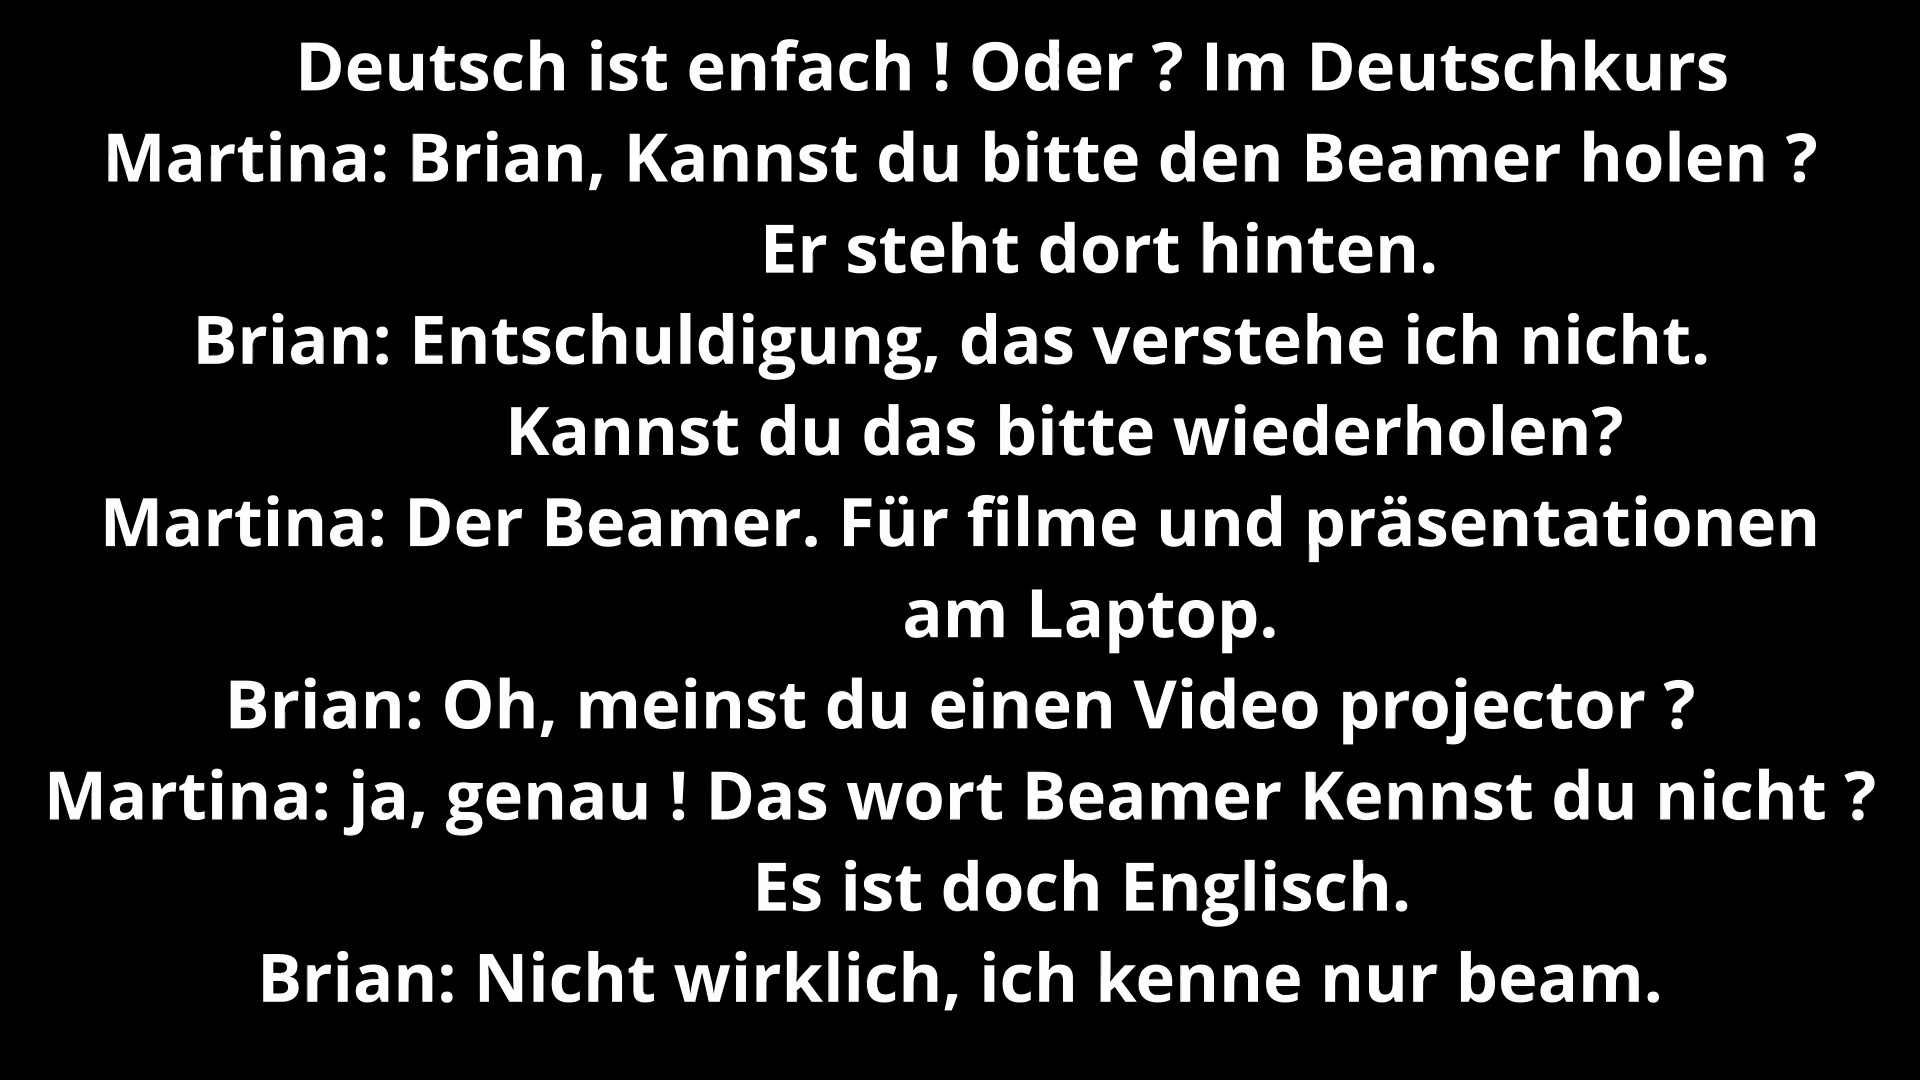 Deutsch ist enfach ! Oder ? Im Deutschkurs
Martina: Brian, Kannst du bitte den Beamer holen ?
Er steht dort hinten.
Brian: Entschuldigung, das verstehe ich nicht.
Kannst du das bitte wiederholen?
Martina: Der Beamer. Für filme und präsentationen
am Laptop.
Brian: Oh, meinst du einen Video projector ?
Martina: ja, genau ! Das wort Beamer Kennst du nicht ?
Es ist doch Englisch.
Brian: Nicht wirklich, ich kenne nur beam.